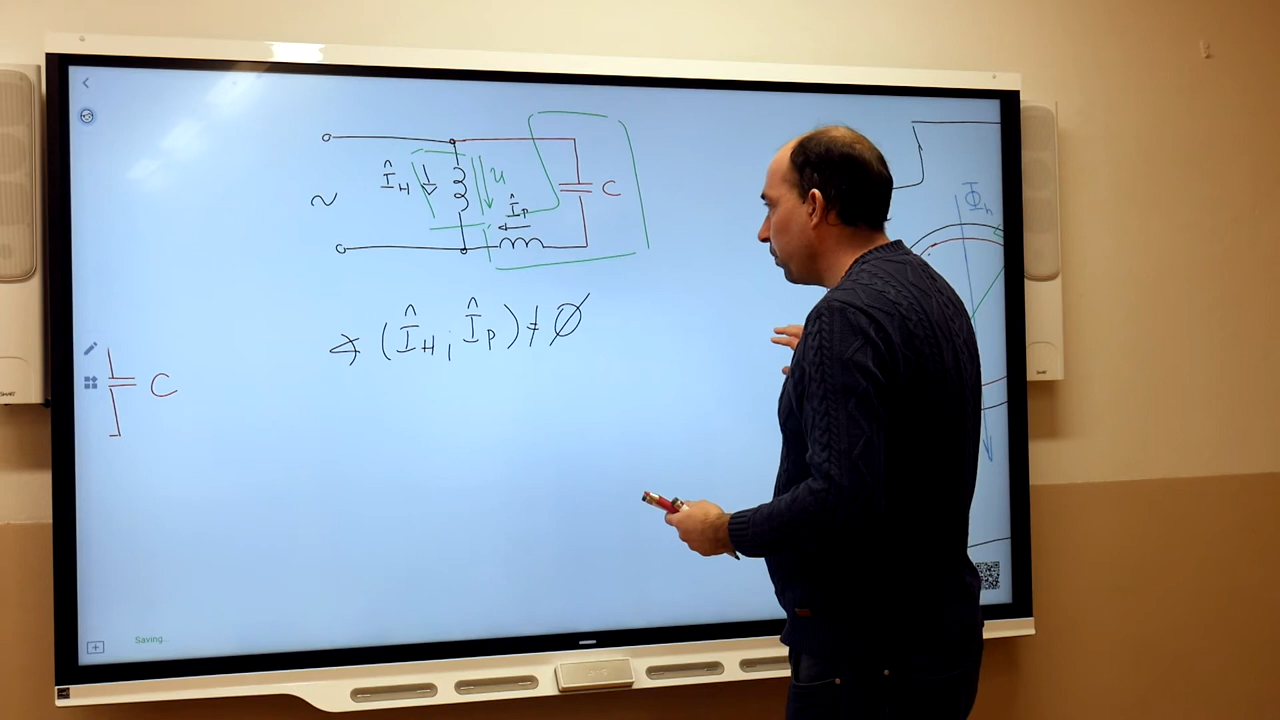 Î_H
u
Î_P
C
~
Φ_h
∢ (Î_H; Î_P) ≠ ∅
C
Saving...